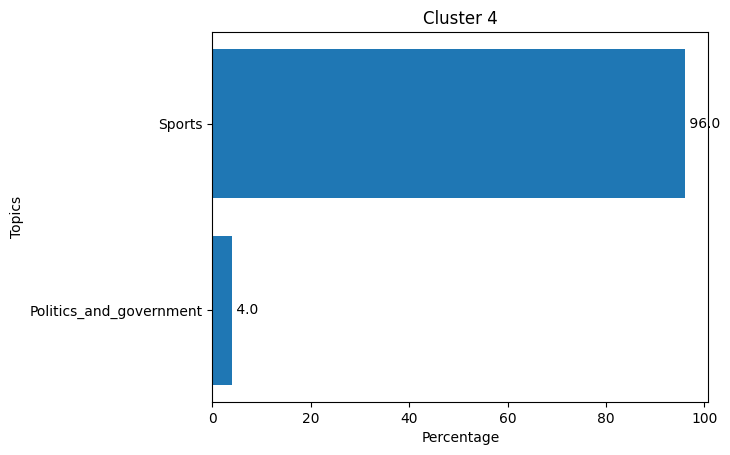 Cluster 4
Topics
Sports
96.0
Politics_and_government
4.0
0 20 40 60 80 100
Percentage